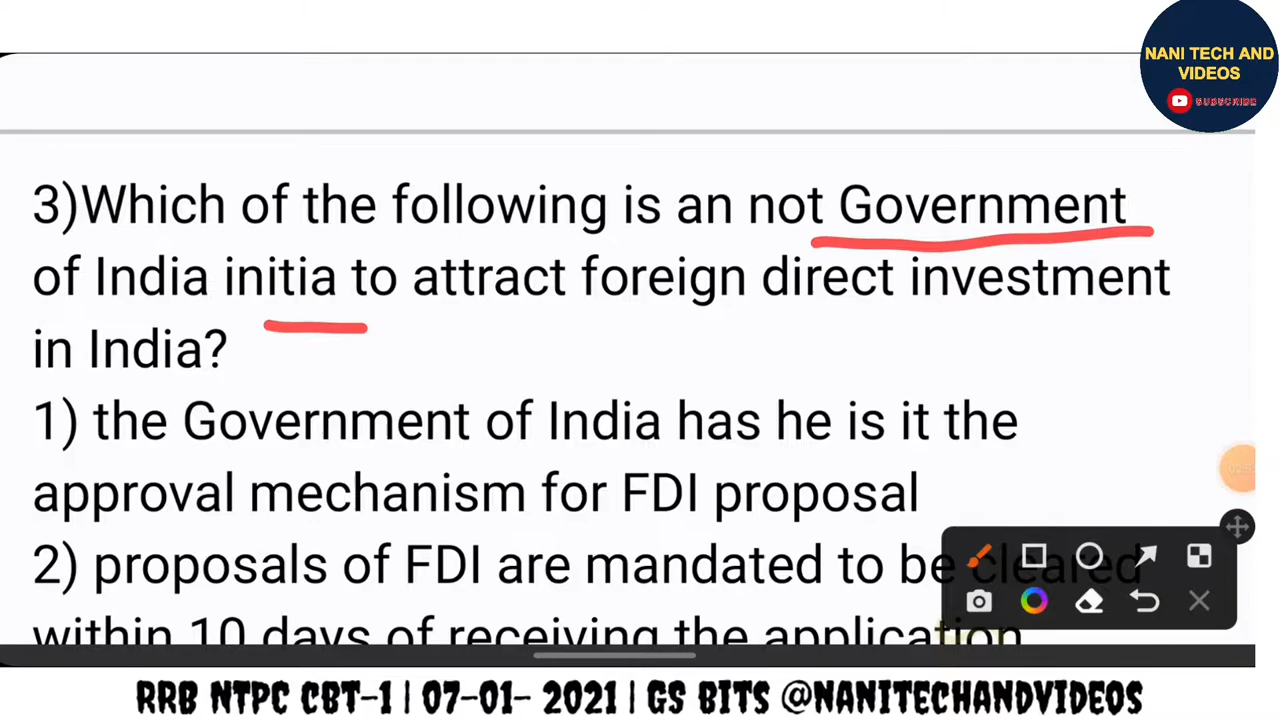 NANI TECH AND
VIDEOS
SUBSCRIBE
3)Which of the following is an not Government
of India initia to attract foreign direct investment
in India?
1) the Government of India has he is it the
approval mechanism for FDI proposal
2) proposals of FDI are mandated to be cleared
within 10 days of receiving the application
RRB NTPC CBT-1 | 07-01- 2021 | GS BITS @NANITECHANDVIDEOS